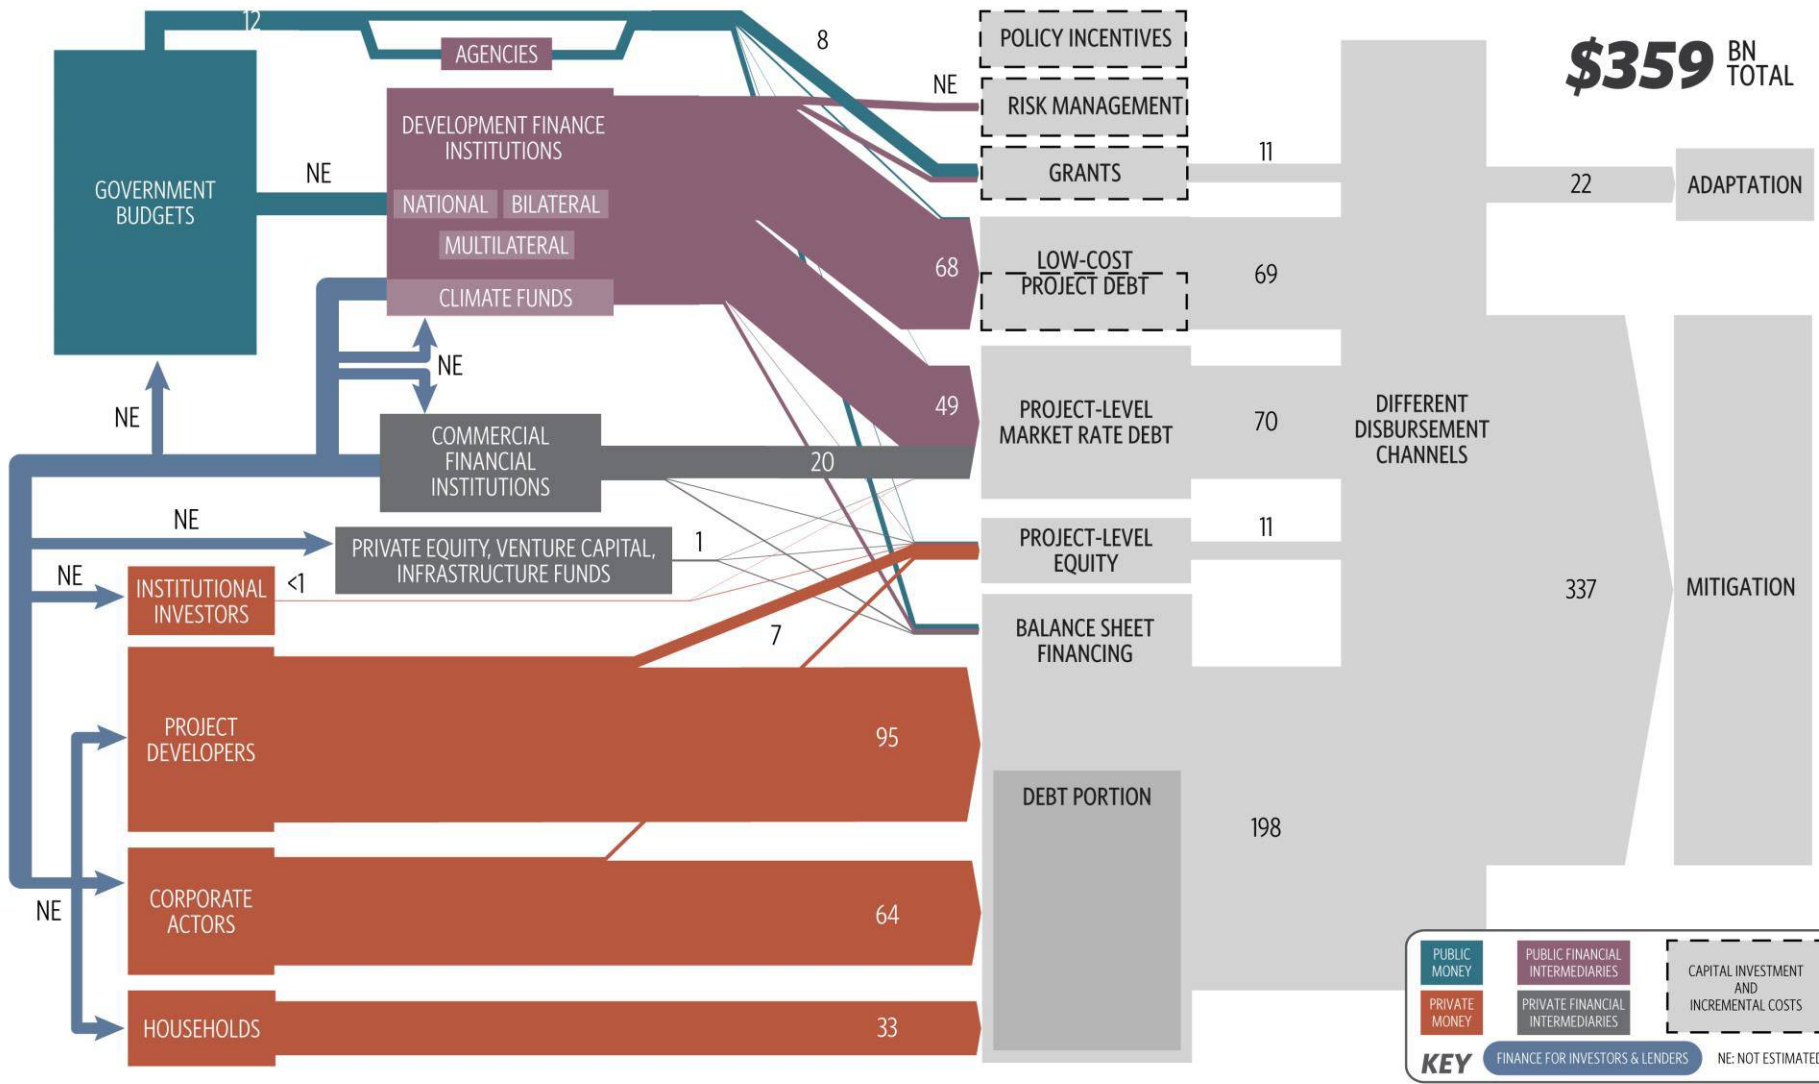 12
AGENCIES
8
POLICY INCENTIVES
$359 BN
TOTAL
NE
RISK MANAGEMENT
DEVELOPMENT FINANCE
INSTITUTIONS
NE
GRANTS
11
GOVERNMENT
BUDGETS
22
ADAPTATION
NATIONAL
BILATERAL
MULTILATERAL
CLIMATE FUNDS
68
LOW-COST
PROJECT DEBT
69
NE
NE
49
PROJECT-LEVEL
MARKET RATE DEBT
70
DIFFERENT
DISBURSEMENT
CHANNELS
COMMERCIAL
FINANCIAL
INSTITUTIONS
20
NE
PRIVATE EQUITY, VENTURE CAPITAL,
INFRASTRUCTURE FUNDS
1
PROJECT-LEVEL
EQUITY
11
NE
INSTITUTIONAL
INVESTORS
<1
337
MITIGATION
7
BALANCE SHEET
FINANCING
PROJECT
DEVELOPERS
95
DEBT PORTION
198
NE
CORPORATE
ACTORS
64
HOUSEHOLDS
33
PUBLIC
MONEY
PUBLIC FINANCIAL
INTERMEDIARIES
CAPITAL INVESTMENT
AND
INCREMENTAL COSTS
PRIVATE
MONEY
PRIVATE FINANCIAL
INTERMEDIARIES
KEY
FINANCE FOR INVESTORS & LENDERS
NE: NOT ESTIMATED